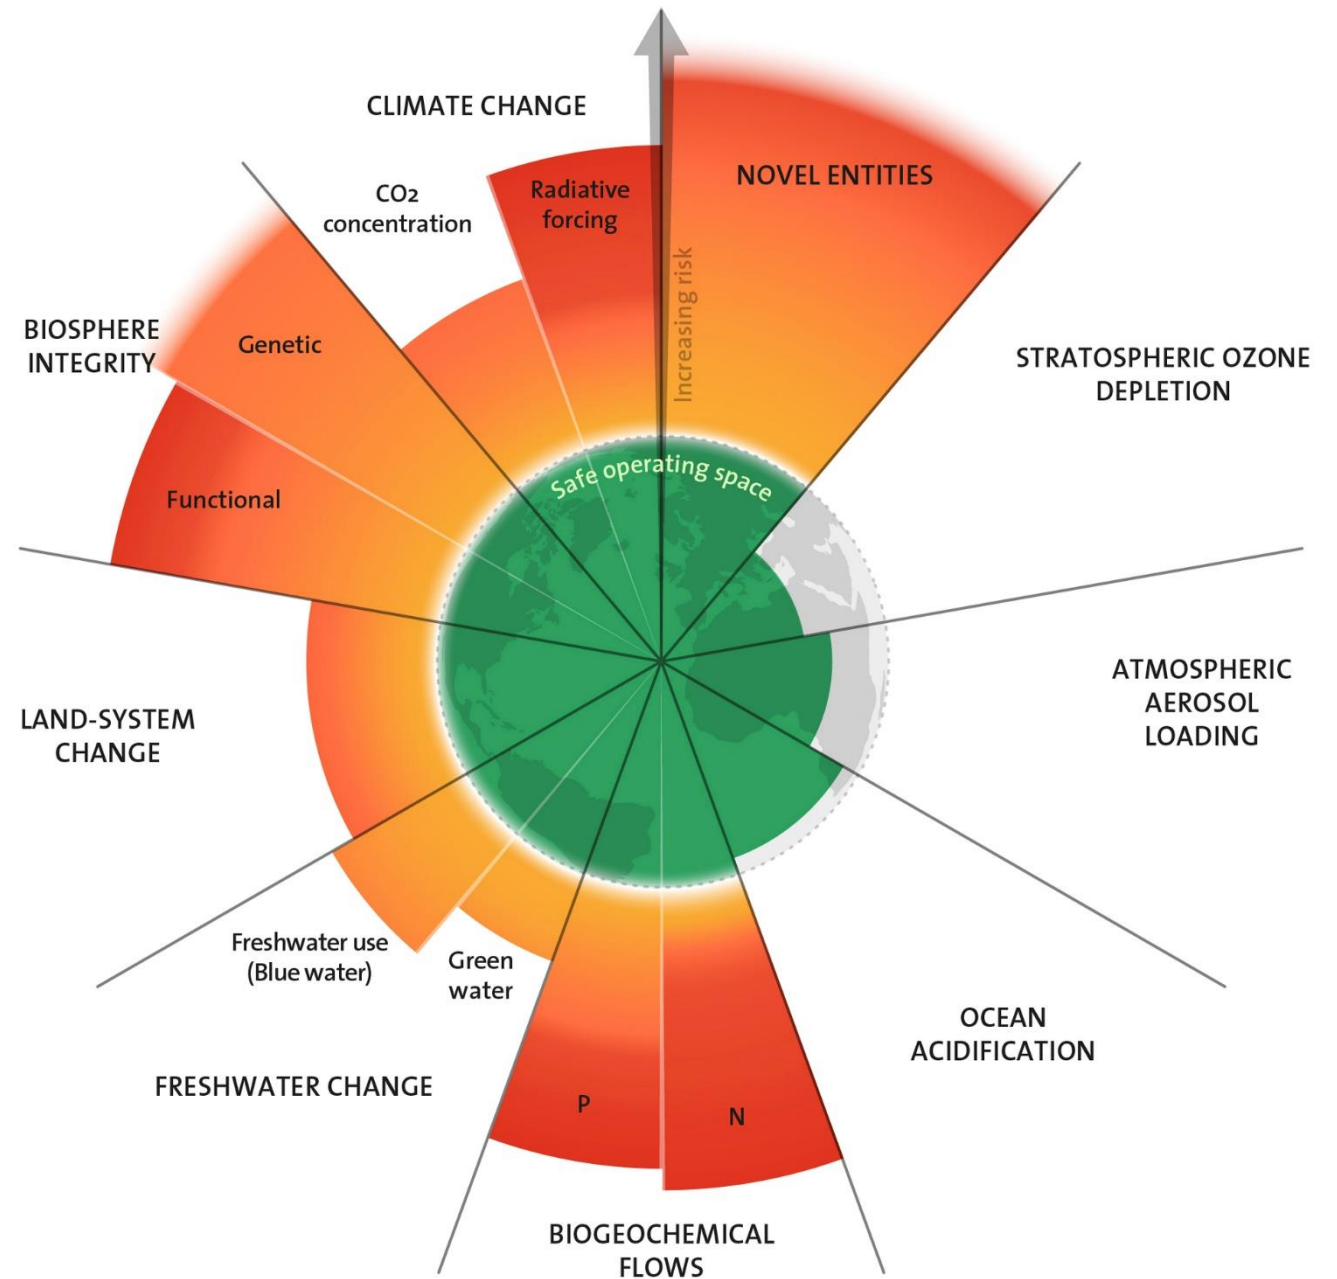 CLIMATE CHANGE
CO2
concentration
Radiative
forcing
NOVEL ENTITIES
Increasing risk
STRATOSPHERIC OZONE
DEPLETION
BIOSPHERE
INTEGRITY
Genetic
Functional
Safe operating space
ATMOSPHERIC
AEROSOL
LOADING
LAND-SYSTEM
CHANGE
Freshwater use
(Blue water)
Green
water
FRESHWATER CHANGE
OCEAN
ACIDIFICATION
P
N
BIOGEOCHEMICAL
FLOWS